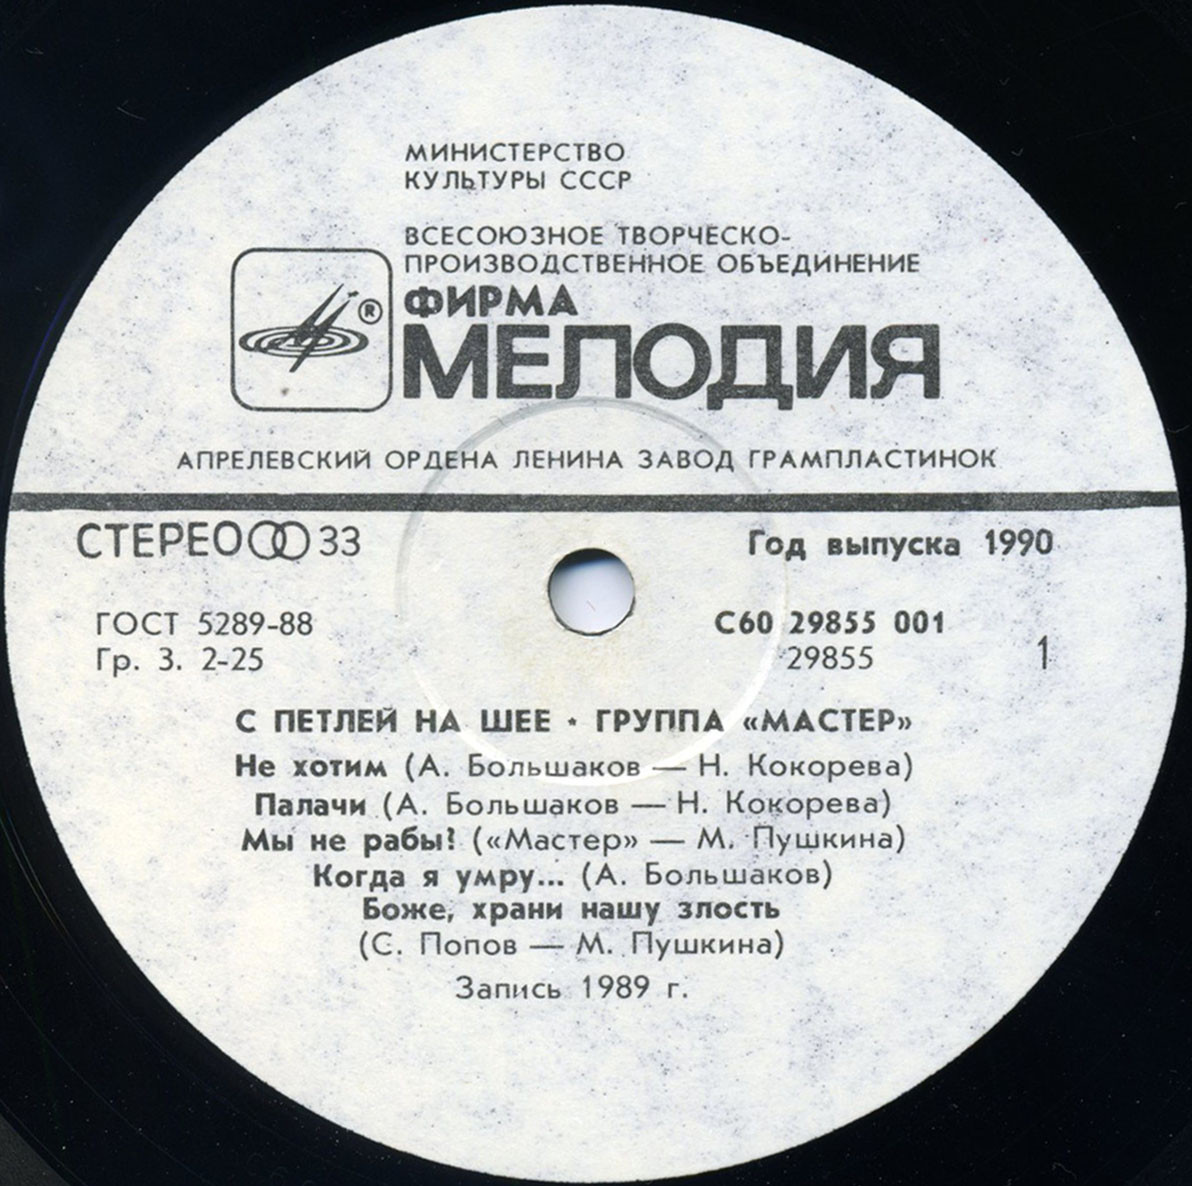 МИНИСТЕРСТВО
КУЛЬТУРЫ СССР
ВСЕСОЮЗНОЕ ТВОРЧЕСКО-
ПРОИЗВОДСТВЕННОЕ ОБЪЕДИНЕНИЕ
ФИРМА
®
МЕЛОДИЯ
АПРЕЛЕВСКИЙ ОРДЕНА ЛЕНИНА ЗАВОД ГРАМПЛАСТИНОК
СТЕРЕО 33
Год выпуска 1990
ГОСТ 5289-88
Гр. 3. 2-25
С60 29855 001
29855
1
С ПЕТЛЕЙ НА ШЕЕ • ГРУППА «МАСТЕР»
Не хотим (А. Большаков — Н. Кокорева)
Палачи (А. Большаков — Н. Кокорева)
Мы не рабы? («Мастер» — М. Пушкина)
Когда я умру... (А. Большаков)
Боже, храни нашу злость
(С. Попов — М. Пушкина)
Запись 1989 г.